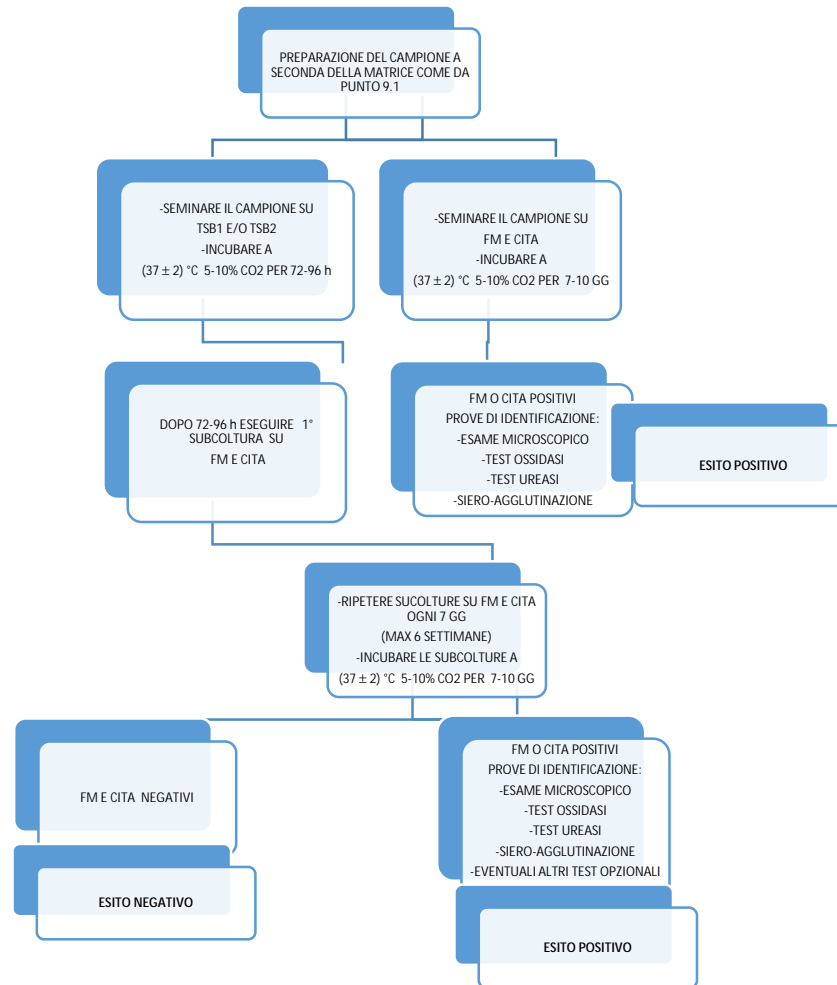 PREPARAZIONE DEL CAMPIONE A
SECONDA DELLA MATRICE COME DA
PUNTO 9.1
-SEMINARE IL CAMPIONE SU
TSB1 E/O TSB2
-INCUBARE A
(37 ± 2) °C 5-10% CO2 PER 72-96 h
-SEMINARE IL CAMPIONE SU
FM E CITA
-INCUBARE A
(37 ± 2) °C 5-10% CO2 PER 7-10 GG
DOPO 72-96 h ESEGUIRE 1°
SUBCOLTURA SU
FM E CITA
FM O CITA POSITIVI
PROVE DI IDENTIFICAZIONE:
-ESAME MICROSCOPICO
-TEST OSSIDASI
-TEST UREASI
-SIERO-AGGLUTINAZIONE
ESITO POSITIVO
-RIPETERE SUCOLTURE SU FM E CITA
OGNI 7 GG
(MAX 6 SETTIMANE)
-INCUBARE LE SUBCOLTURE A
(37 ± 2) °C 5-10% CO2 PER 7-10 GG
FM E CITA NEGATIVI
ESITO NEGATIVO
FM O CITA POSITIVI
PROVE DI IDENTIFICAZIONE:
-ESAME MICROSCOPICO
-TEST OSSIDASI
-TEST UREASI
-SIERO-AGGLUTINAZIONE
-EVENTUALI ALTRI TEST OPZIONALI
ESITO POSITIVO